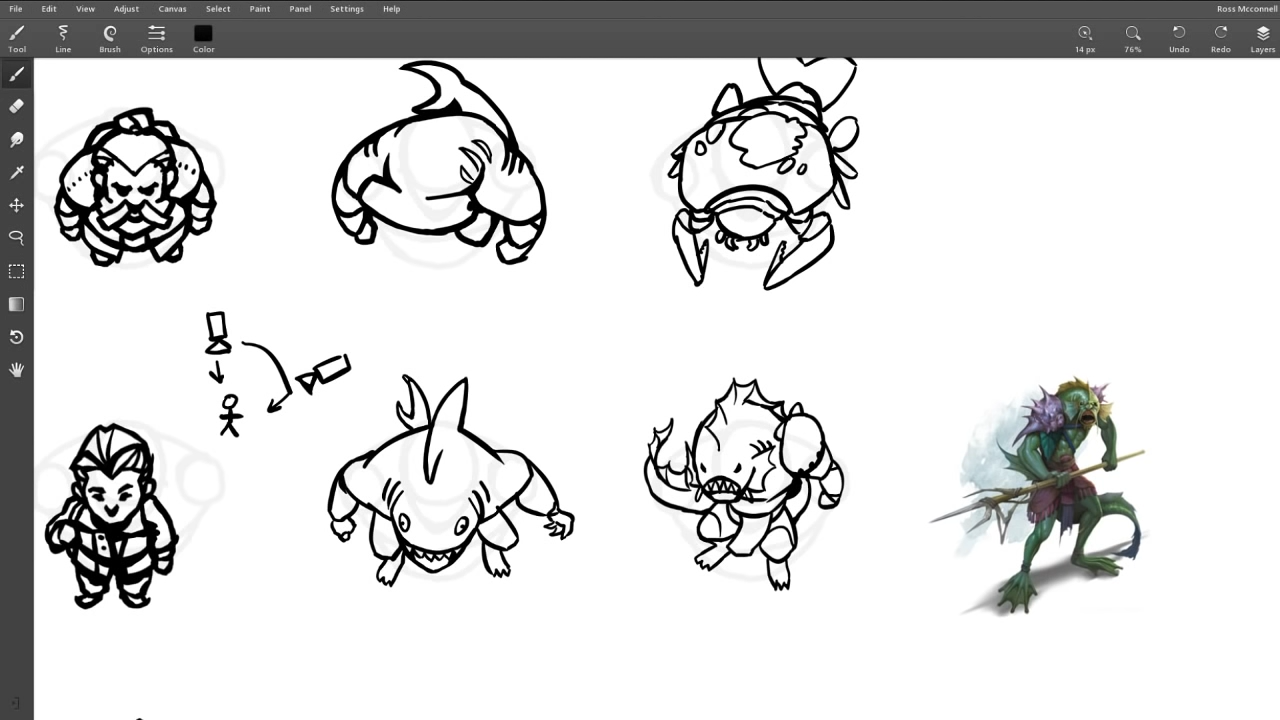 File Edit View Adjust Canvas Select Paint Panel Settings Help Ross Mcconnell
Tool Line Brush Options Color 14 px 76% Undo Redo Layers